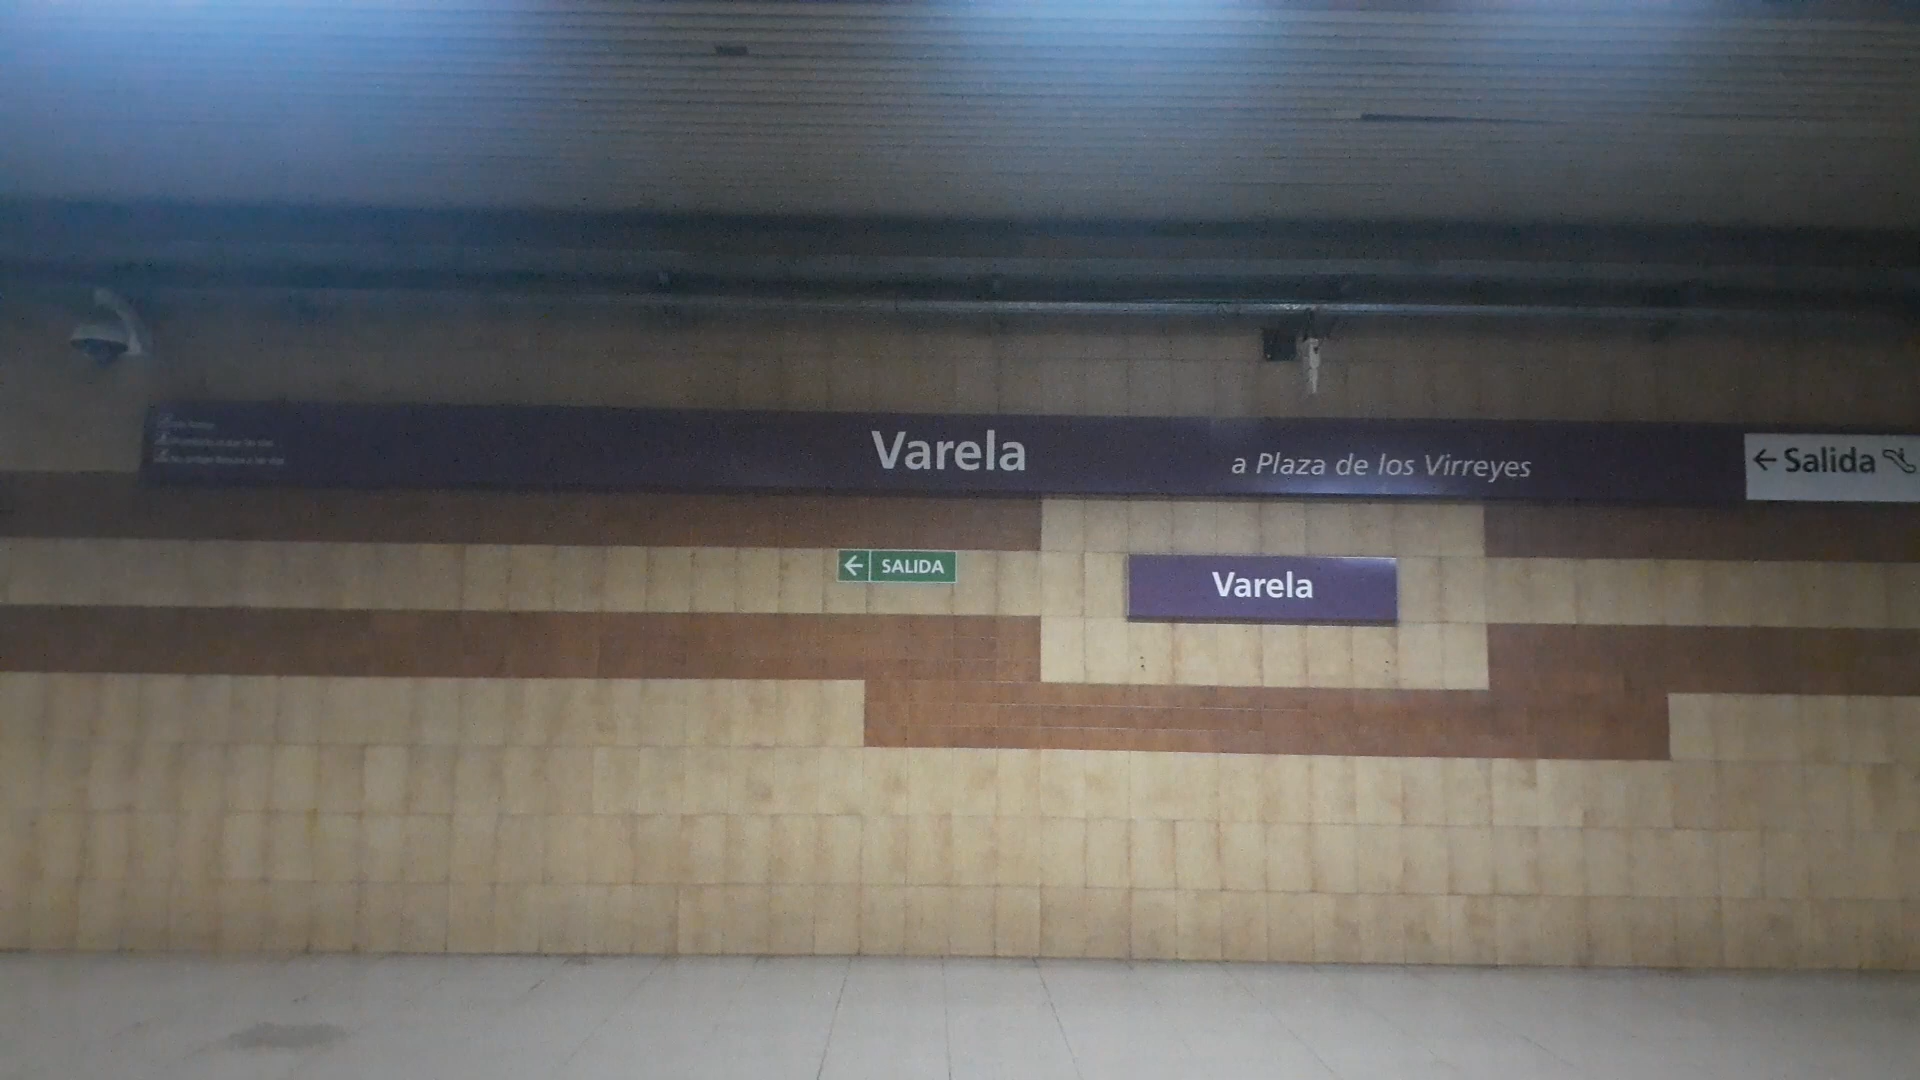 Varela
a Plaza de los Virreyes
← Salida
← SALIDA
Varela